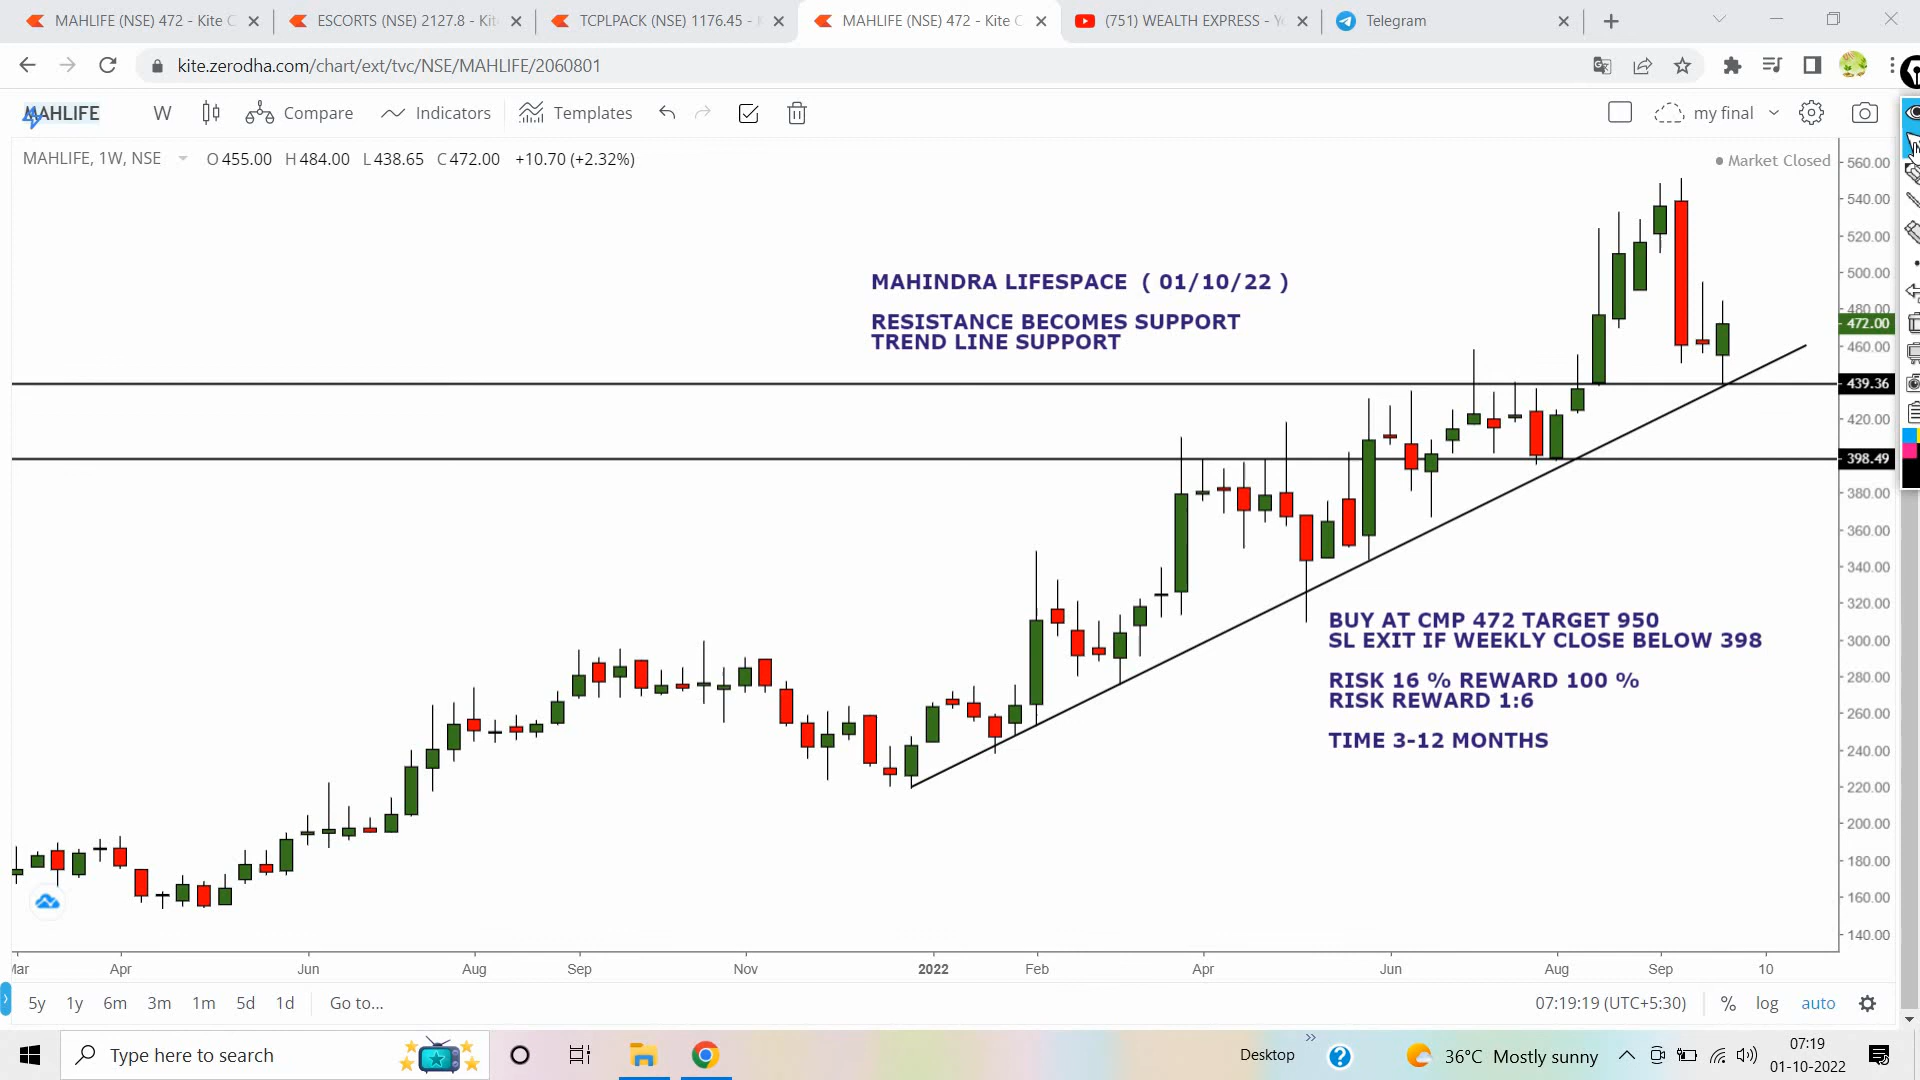 MAHLIFE (NSE) 472 - Kite C
ESCORTS (NSE) 2127.8 - Kit
TCPLPACK (NSE) 1176.45 -
MAHLIFE (NSE) 472 - Kite C
(751) WEALTH EXPRESS - Y
Telegram
kite.zerodha.com/chart/ext/tvc/NSE/MAHLIFE/2060801
MAHLIFE W Compare Indicators Templates my final
MAHLIFE, 1W, NSE O 455.00 H 484.00 L 438.65 C 472.00 +10.70 (+2.32%)
Market Closed
560.00
540.00
520.00
500.00
480.00
472.00
460.00
439.36
420.00
398.49
380.00
360.00
340.00
320.00
300.00
280.00
260.00
240.00
220.00
200.00
180.00
160.00
140.00
MAHINDRA LIFESPACE ( 01/10/22 )
RESISTANCE BECOMES SUPPORT
TREND LINE SUPPORT
BUY AT CMP 472 TARGET 950
SL EXIT IF WEEKLY CLOSE BELOW 398
RISK 16 % REWARD 100 %
RISK REWARD 1:6
TIME 3-12 MONTHS
Mar Apr Jun Aug Sep Nov 2022 Feb Apr Jun Aug Sep 10
5y 1y 6m 3m 1m 5d 1d Go to... 07:19:19 (UTC+5:30) % log auto
Type here to search
Desktop
36°C Mostly sunny
07:19
01-10-2022